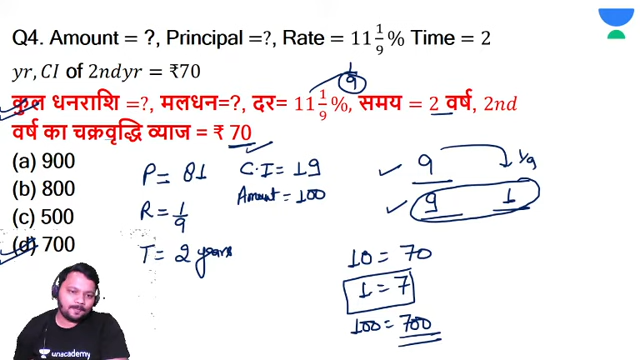 Q4. Amount = ?, Principal =?, Rate = 11 1/9 % Time = 2
yr, CI of 2nd yr = ₹70
1/9
कुल धनराशि =?, मलधन=?, दर= 11 1/9 %, समय = 2 वर्ष, 2nd
वर्ष का चक्रवृद्धि व्याज = ₹ 70
(a) 900
(b) 800
(c) 500
(d) 700
P = 81
R = 1/9
T = 2 years
C.I = 19
Amount = 100
9 1/9
9 1
10 = 70
1 = 7
100 = 700
unacademy